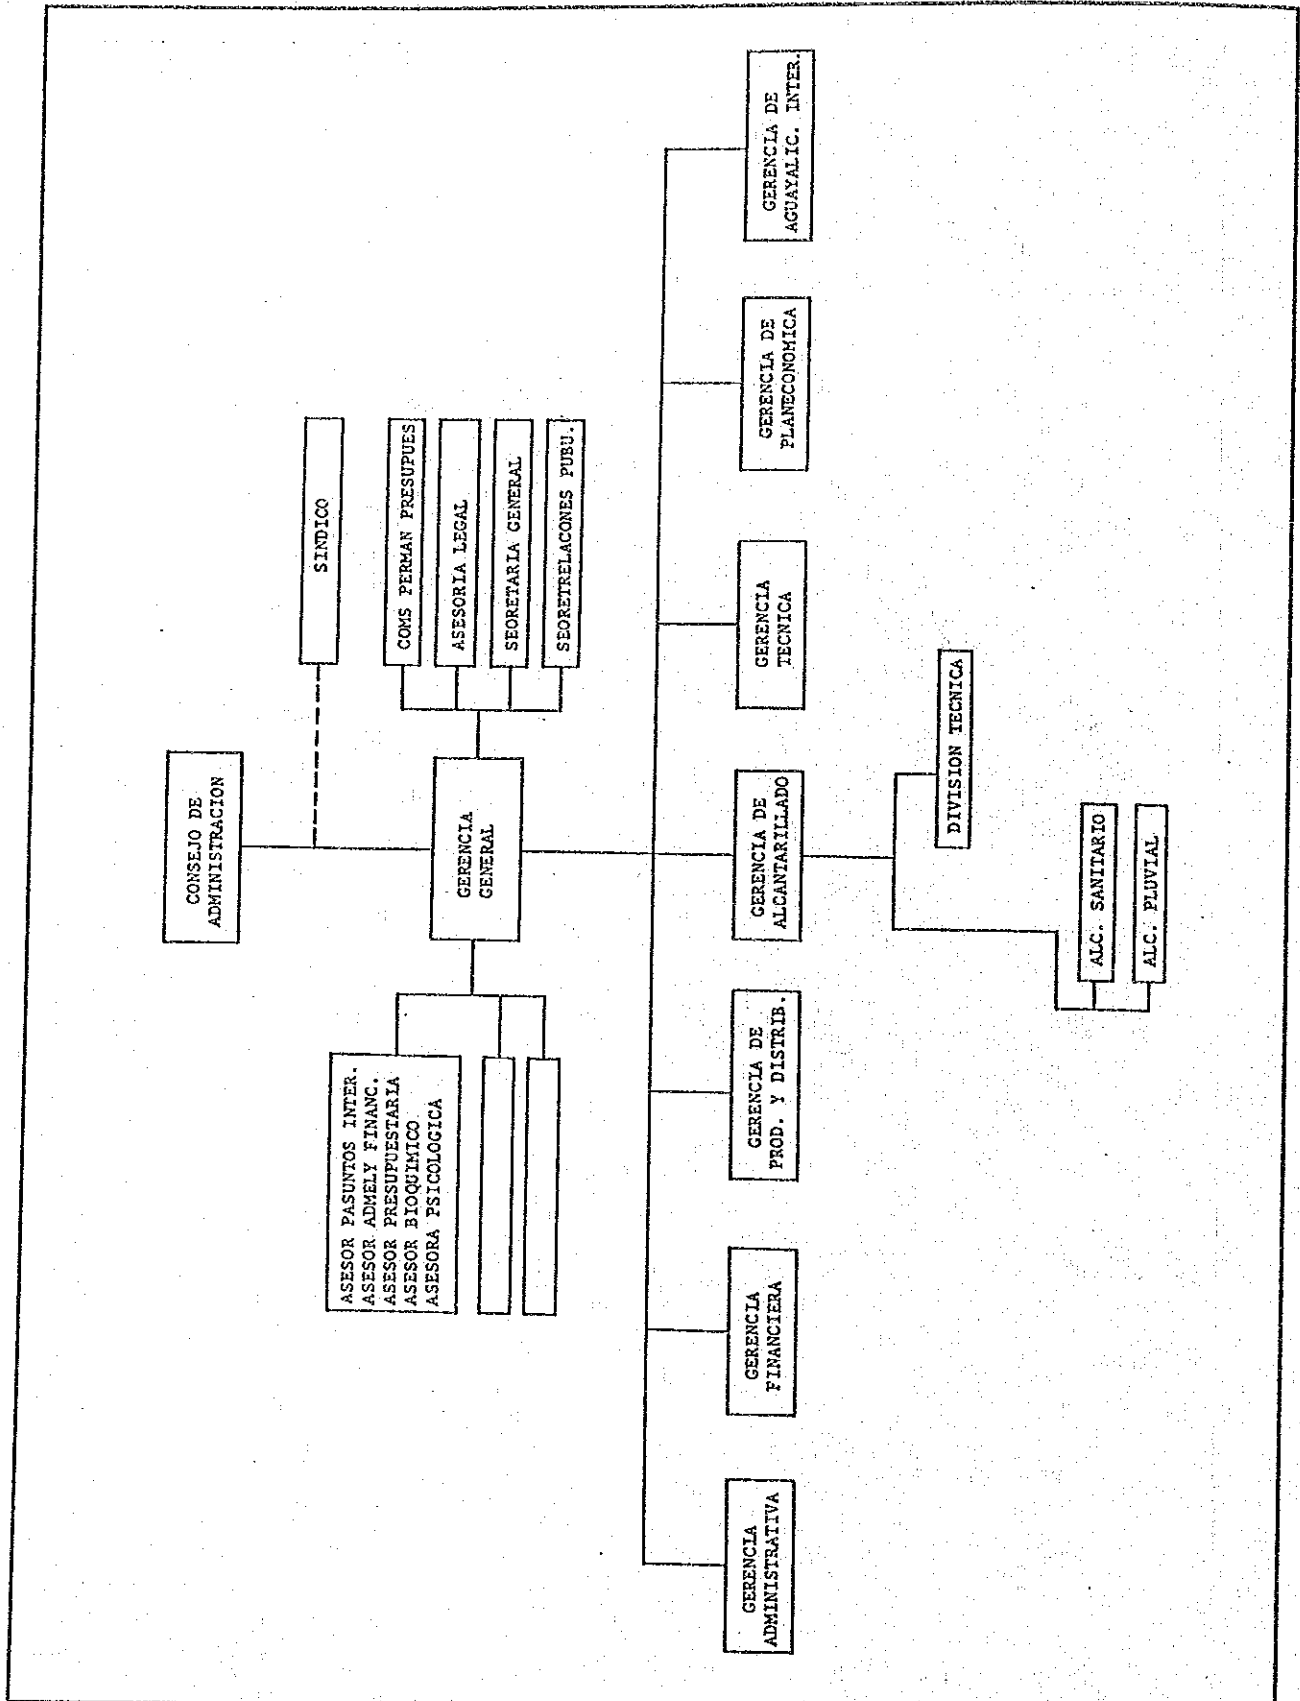 CONSEJO DE
ADMINISTRACION
SINDICO
GERENCIA
GENERAL
ASESOR PASUNTOS INTER.
ASESOR ADMELY FINANC.
ASESOR PRESUPUESTARIA
ASESOR BIOQUIMICO
ASESORA PSICOLOGICA
COMS PERMAN PRESUPUES
ASESORIA LEGAL
SEORETARIA GENERAL
SEORETRELACONES PUBU.
GERENCIA
ADMINISTRATIVA
GERENCIA
FINANCIERA
GERENCIA DE
PROD. Y DISTRIB.
GERENCIA DE
ALCANTARILLADO
GERENCIA
TECNICA
GERENCIA DE
PLANECONOMICA
GERENCIA DE
AGUAYALIC. INTER.
DIVISION TECNICA
ALC. SANITARIO
ALC. PLUVIAL